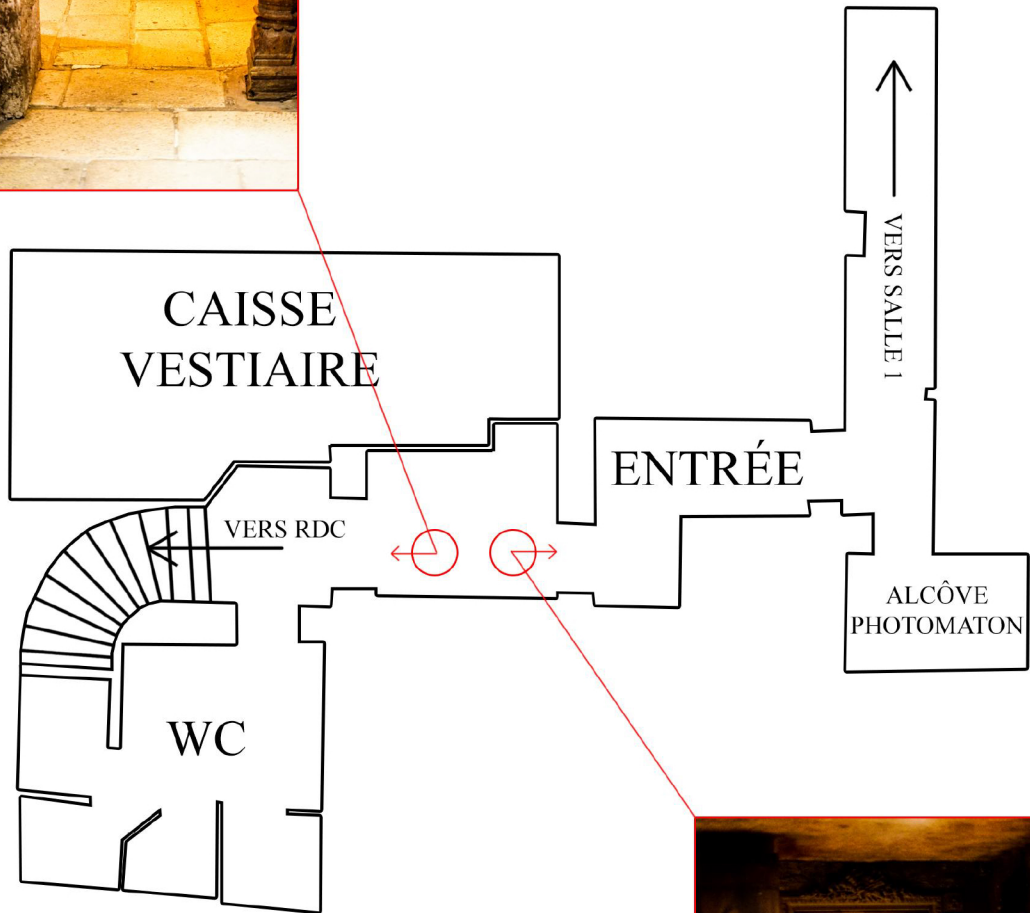 CAISSE
VESTIAIRE
VERS SALLE 1
ENTRÉE
VERS RDC
ALCÔVE
PHOTOMATON
WC